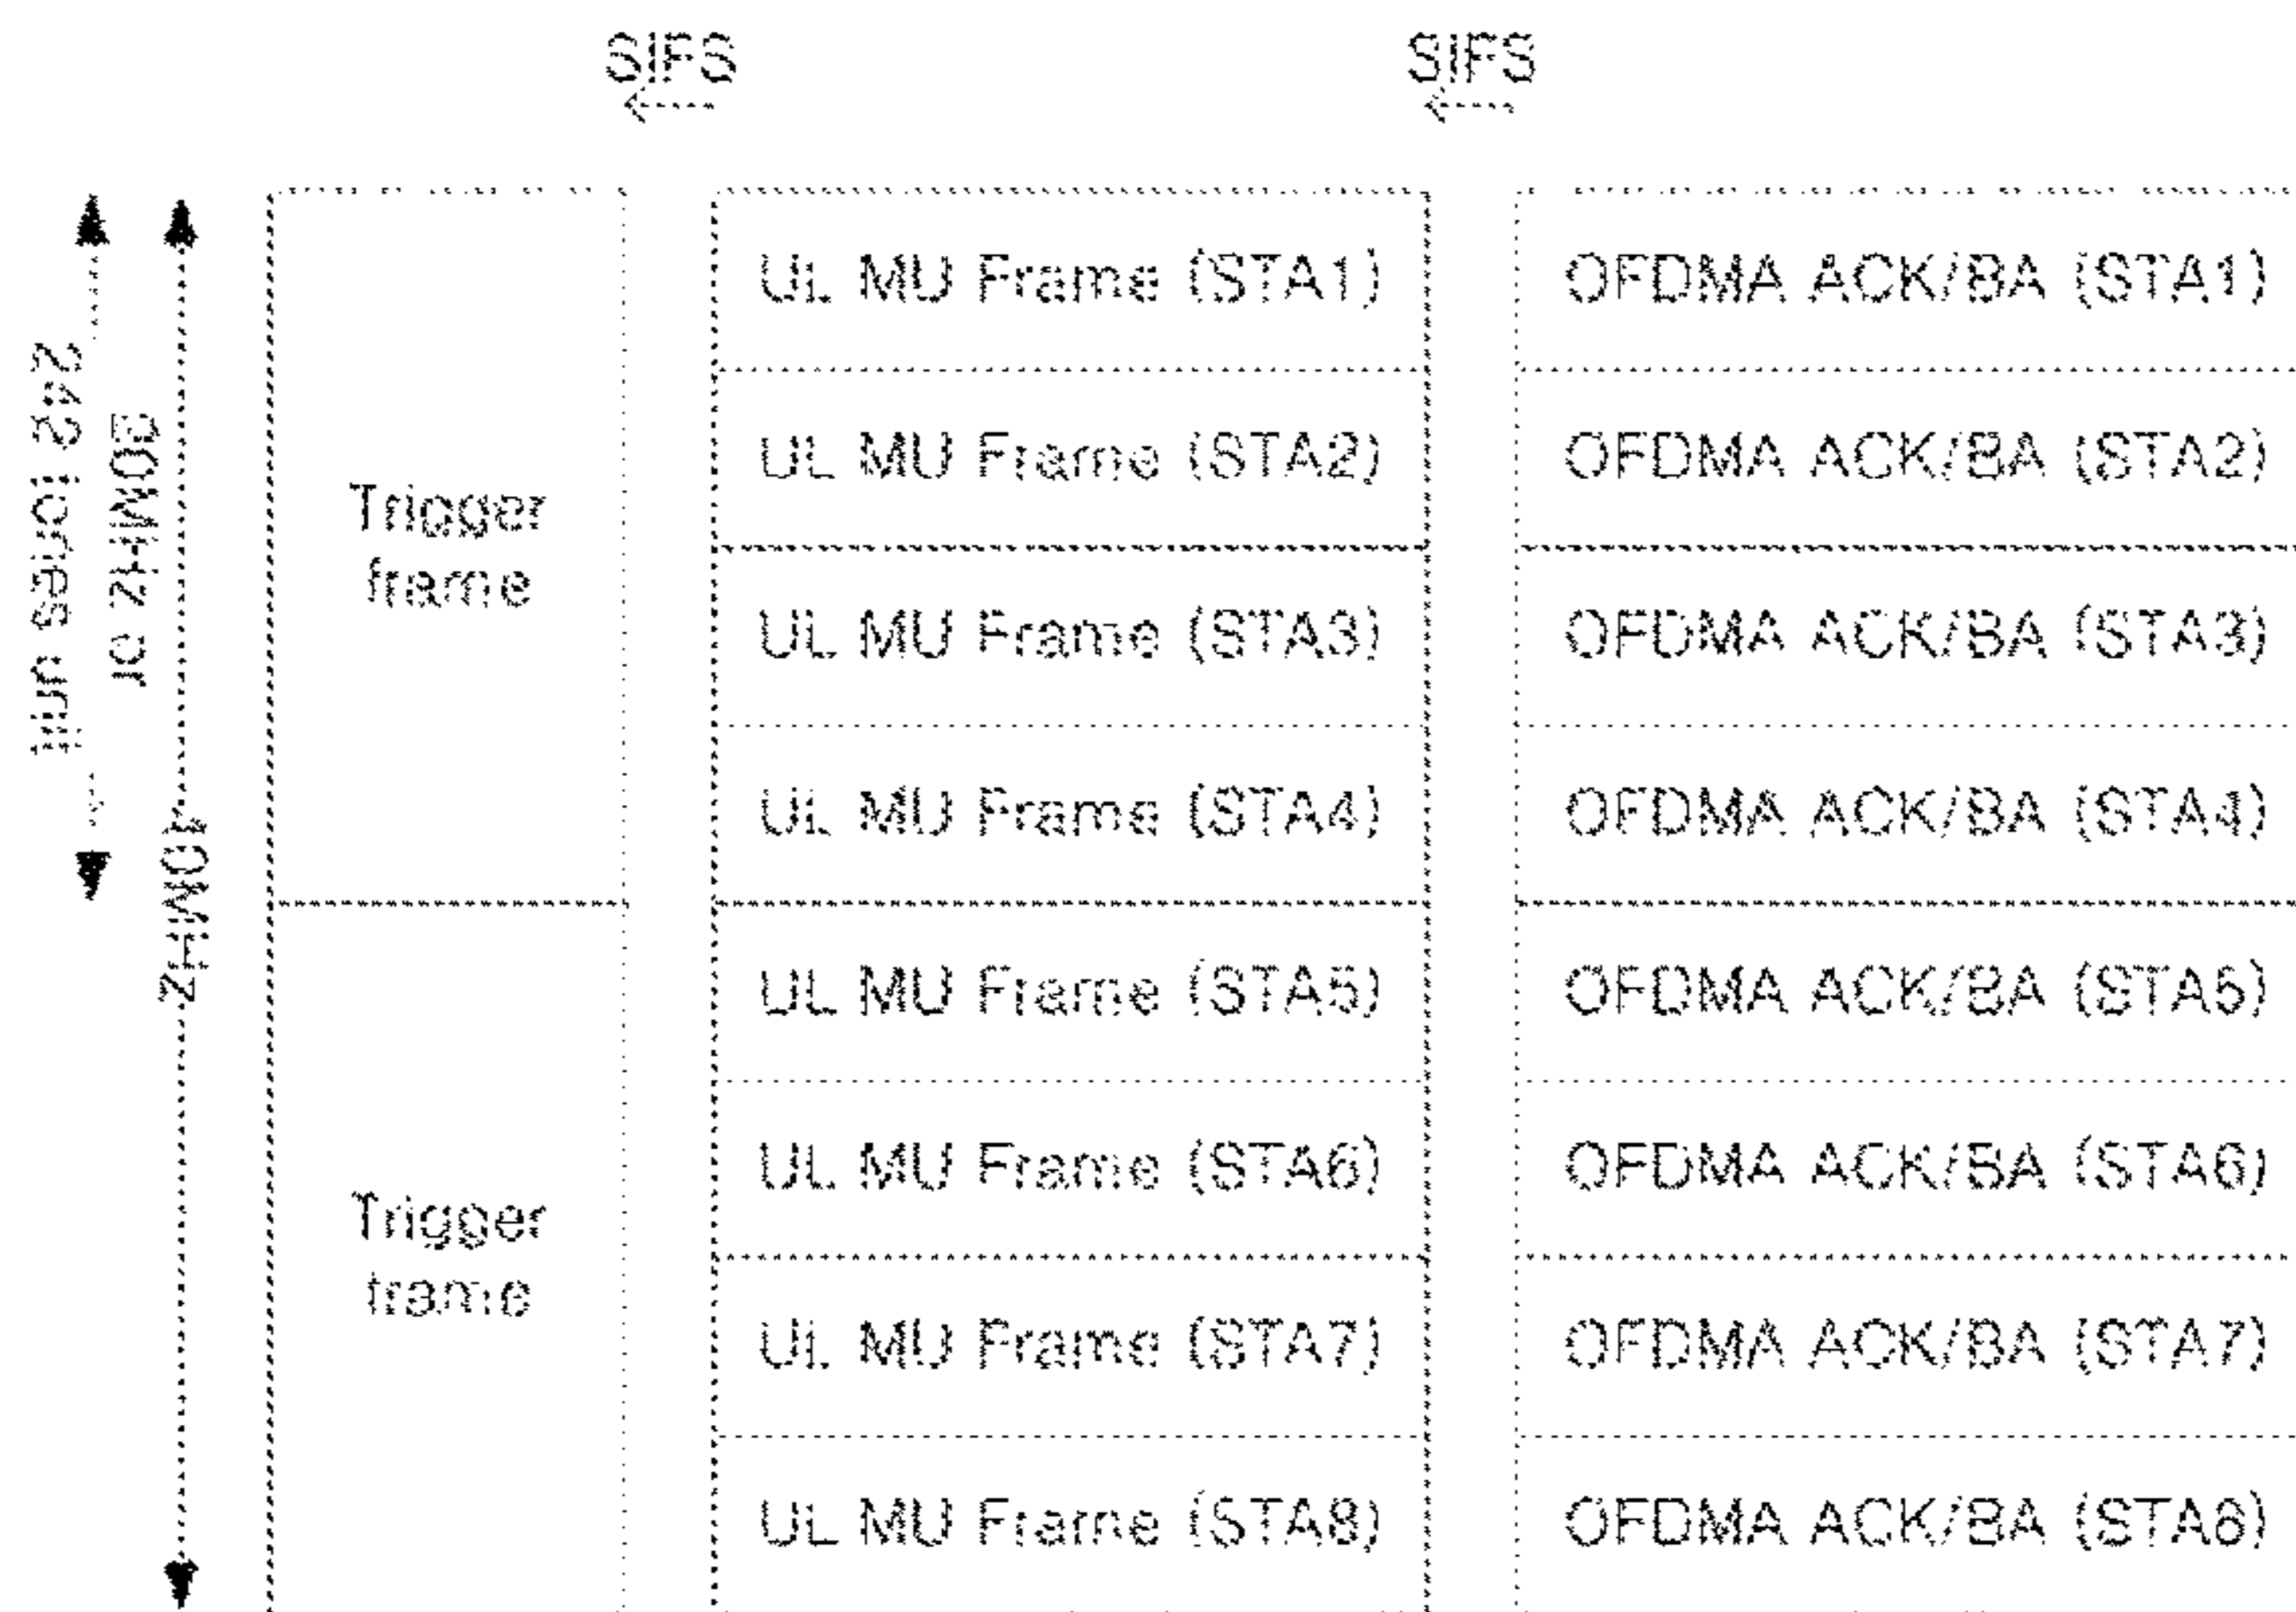 SIFS
SIFS
242 tones unit
20MHz or
40MHz
Trigger
frame
UL MU Frame (STA1)
UL MU Frame (STA2)
UL MU Frame (STA3)
UL MU Frame (STA4)
OFDMA ACK/BA (STA1)
OFDMA ACK/BA (STA2)
OFDMA ACK/BA (STA3)
OFDMA ACK/BA (STA4)
Trigger
frame
UL MU Frame (STA5)
UL MU Frame (STA6)
UL MU Frame (STA7)
UL MU Frame (STA8)
OFDMA ACK/BA (STA5)
OFDMA ACK/BA (STA6)
OFDMA ACK/BA (STA7)
OFDMA ACK/BA (STA8)